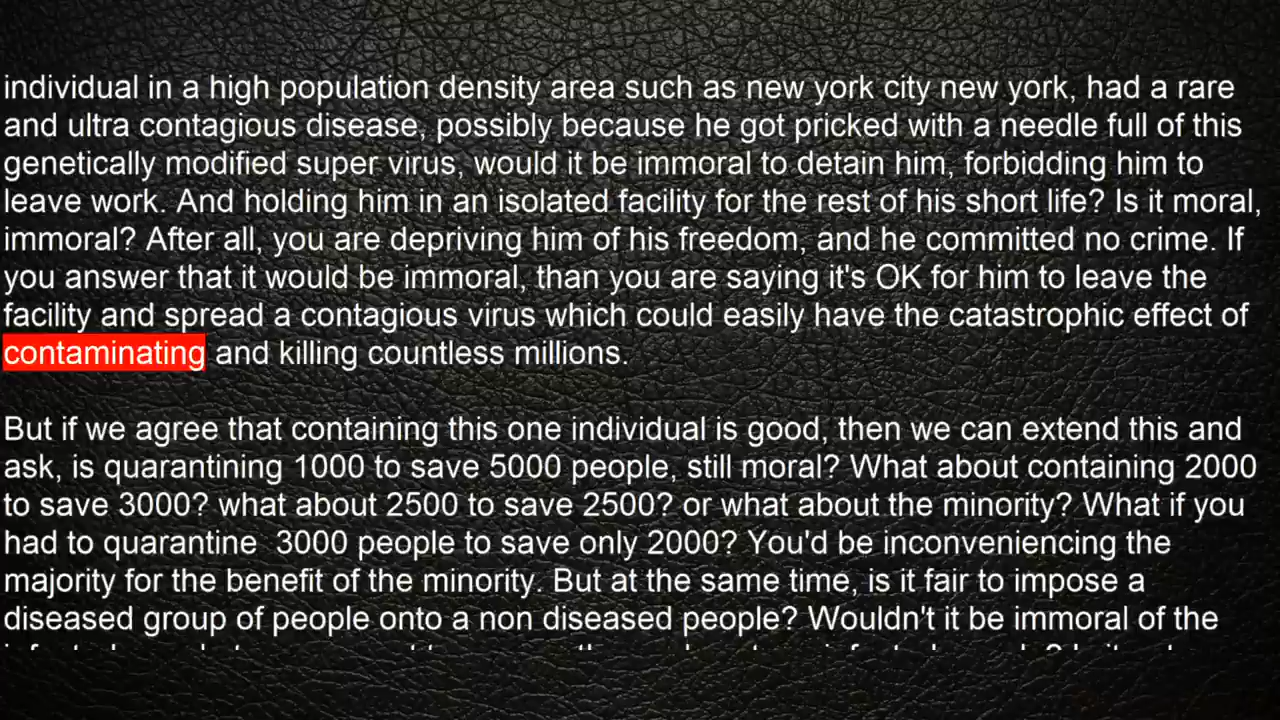 individual in a high population density area such as new york city new york, had a rare
and ultra contagious disease, possibly because he got pricked with a needle full of this
genetically modified super virus, would it be immoral to detain him, forbidding him to
leave work. And holding him in an isolated facility for the rest of his short life? Is it moral,
immoral? After all, you are depriving him of his freedom, and he committed no crime. If
you answer that it would be immoral, than you are saying it's OK for him to leave the
facility and spread a contagious virus which could easily have the catastrophic effect of
contaminating and killing countless millions.
But if we agree that containing this one individual is good, then we can extend this and
ask, is quarantining 1000 to save 5000 people, still moral? What about containing 2000
to save 3000? what about 2500 to save 2500? or what about the minority? What if you
had to quarantine  3000 people to save only 2000? You'd be inconveniencing the
majority for the benefit of the minority. But at the same time, is it fair to impose a
diseased group of people onto a non diseased people? Wouldn't it be immoral of the